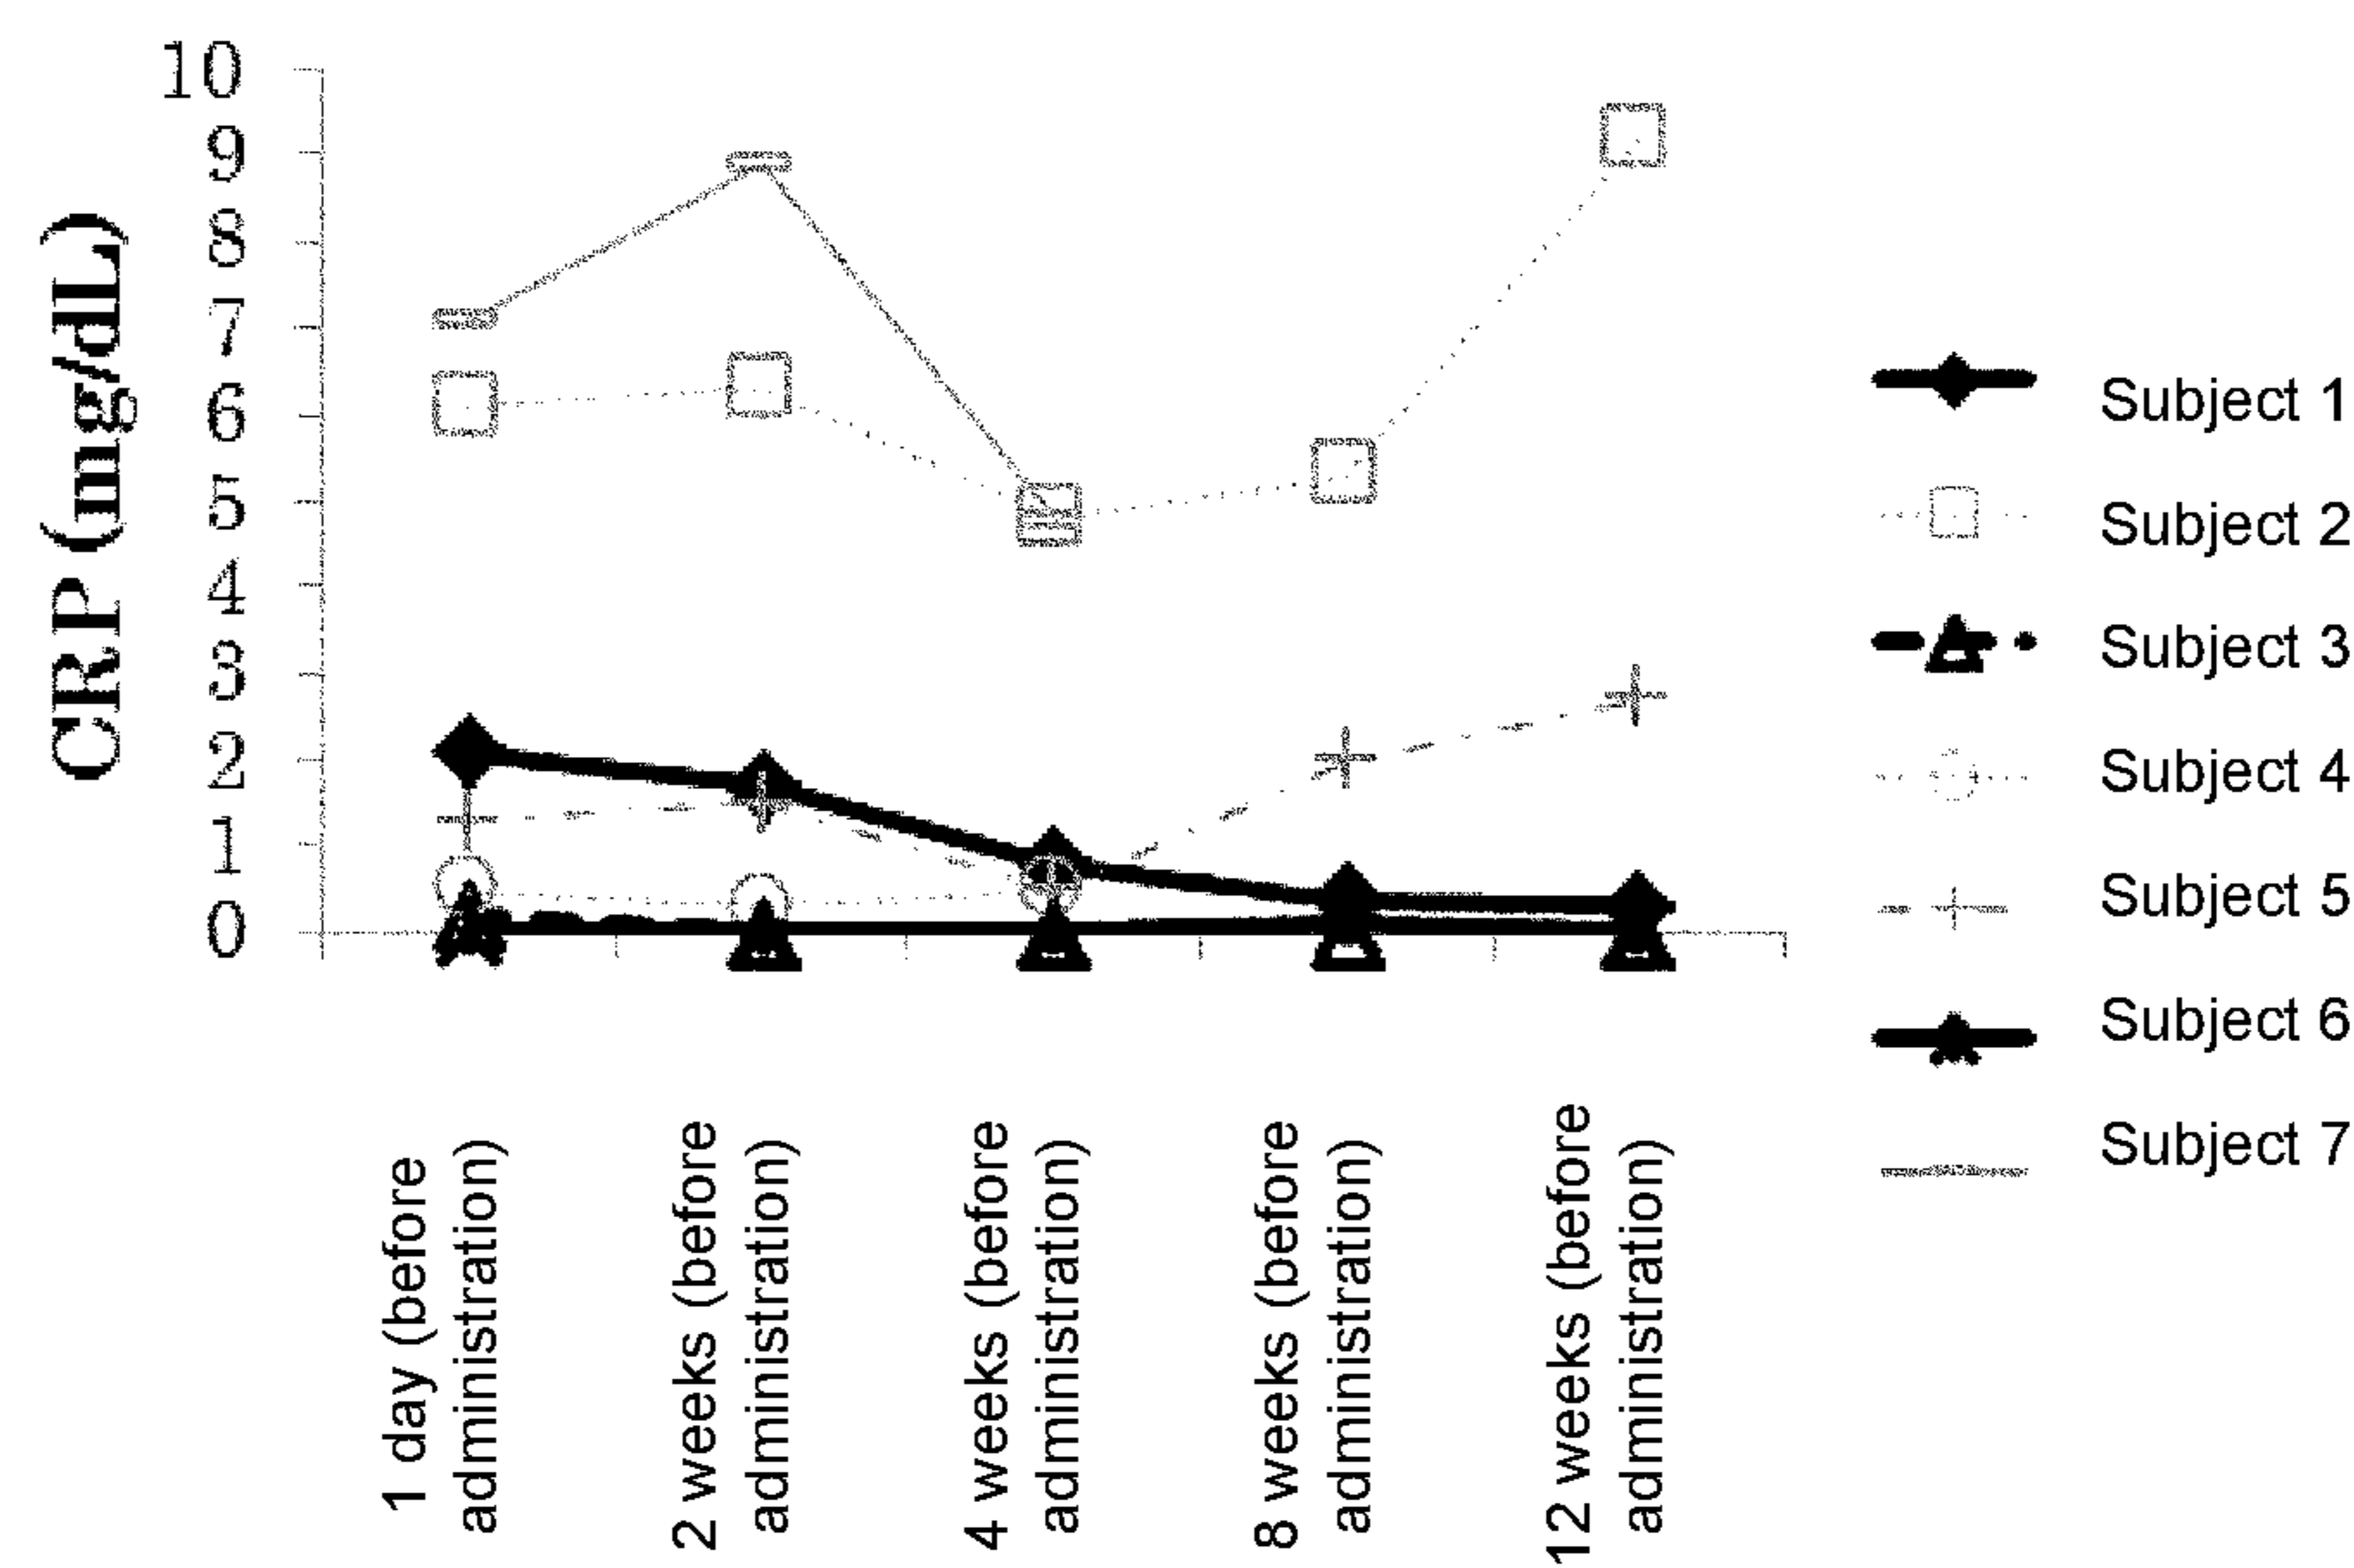 CRP (mg/dL)
10
9
8
7
6
5
4
3
2
1
0
1 day (before
administration)
2 weeks (before
administration)
4 weeks (before
administration)
8 weeks (before
administration)
12 weeks (before
administration)
Subject 1
Subject 2
Subject 3
Subject 4
Subject 5
Subject 6
Subject 7